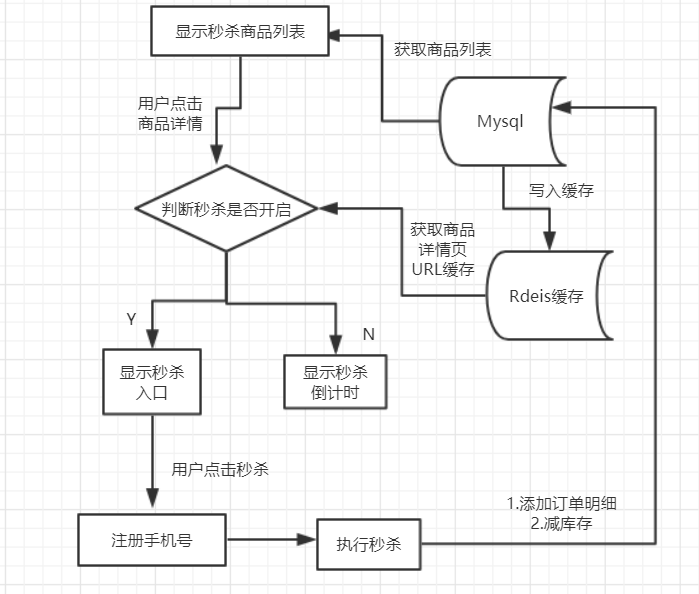 显示秒杀商品列表
获取商品列表
用户点击
商品详情
Mysql
写入缓存
判断秒杀是否开启
获取商品
详情页
URL缓存
Rdeis缓存
Y
N
显示秒杀
入口
显示秒杀
倒计时
用户点击秒杀
1.添加订单明细
2.减库存
注册手机号
执行秒杀